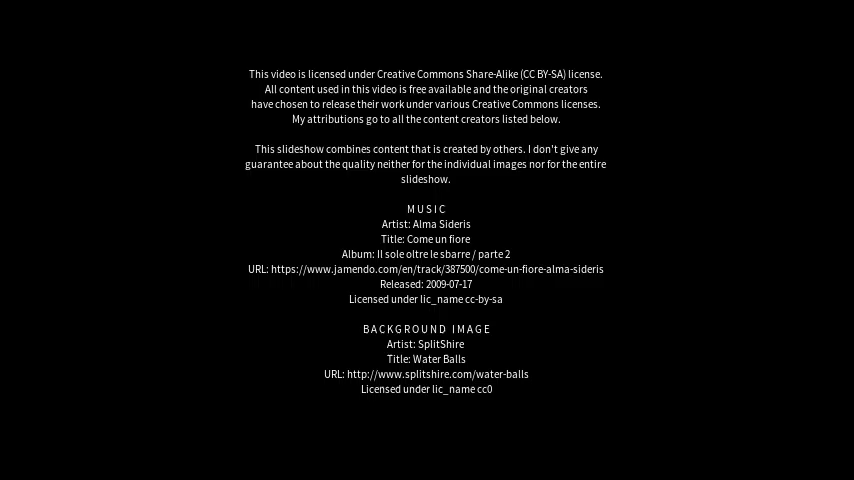 This video is licensed under Creative Commons Share-Alike (CC BY-SA) license.
All content used in this video is free available and the original creators
have chosen to release their work under various Creative Commons licenses.
My attributions go to all the content creators listed below.
This slideshow combines content that is created by others. I don't give any
guarantee about the quality neither for the individual images nor for the entire
slideshow.
MUSIC
Artist: Alma Sideris
Title: Come un fiore
Album: Il sole oltre le sbarre / parte 2
URL: https://www.jamendo.com/en/track/387500/come-un-fiore-alma-sideris
Released: 2009-07-17
Licensed under lic_name cc-by-sa
BACKGROUND IMAGE
Artist: SplitShire
Title: Water Balls
URL: http://www.splitshire.com/water-balls
Licensed under lic_name cc0